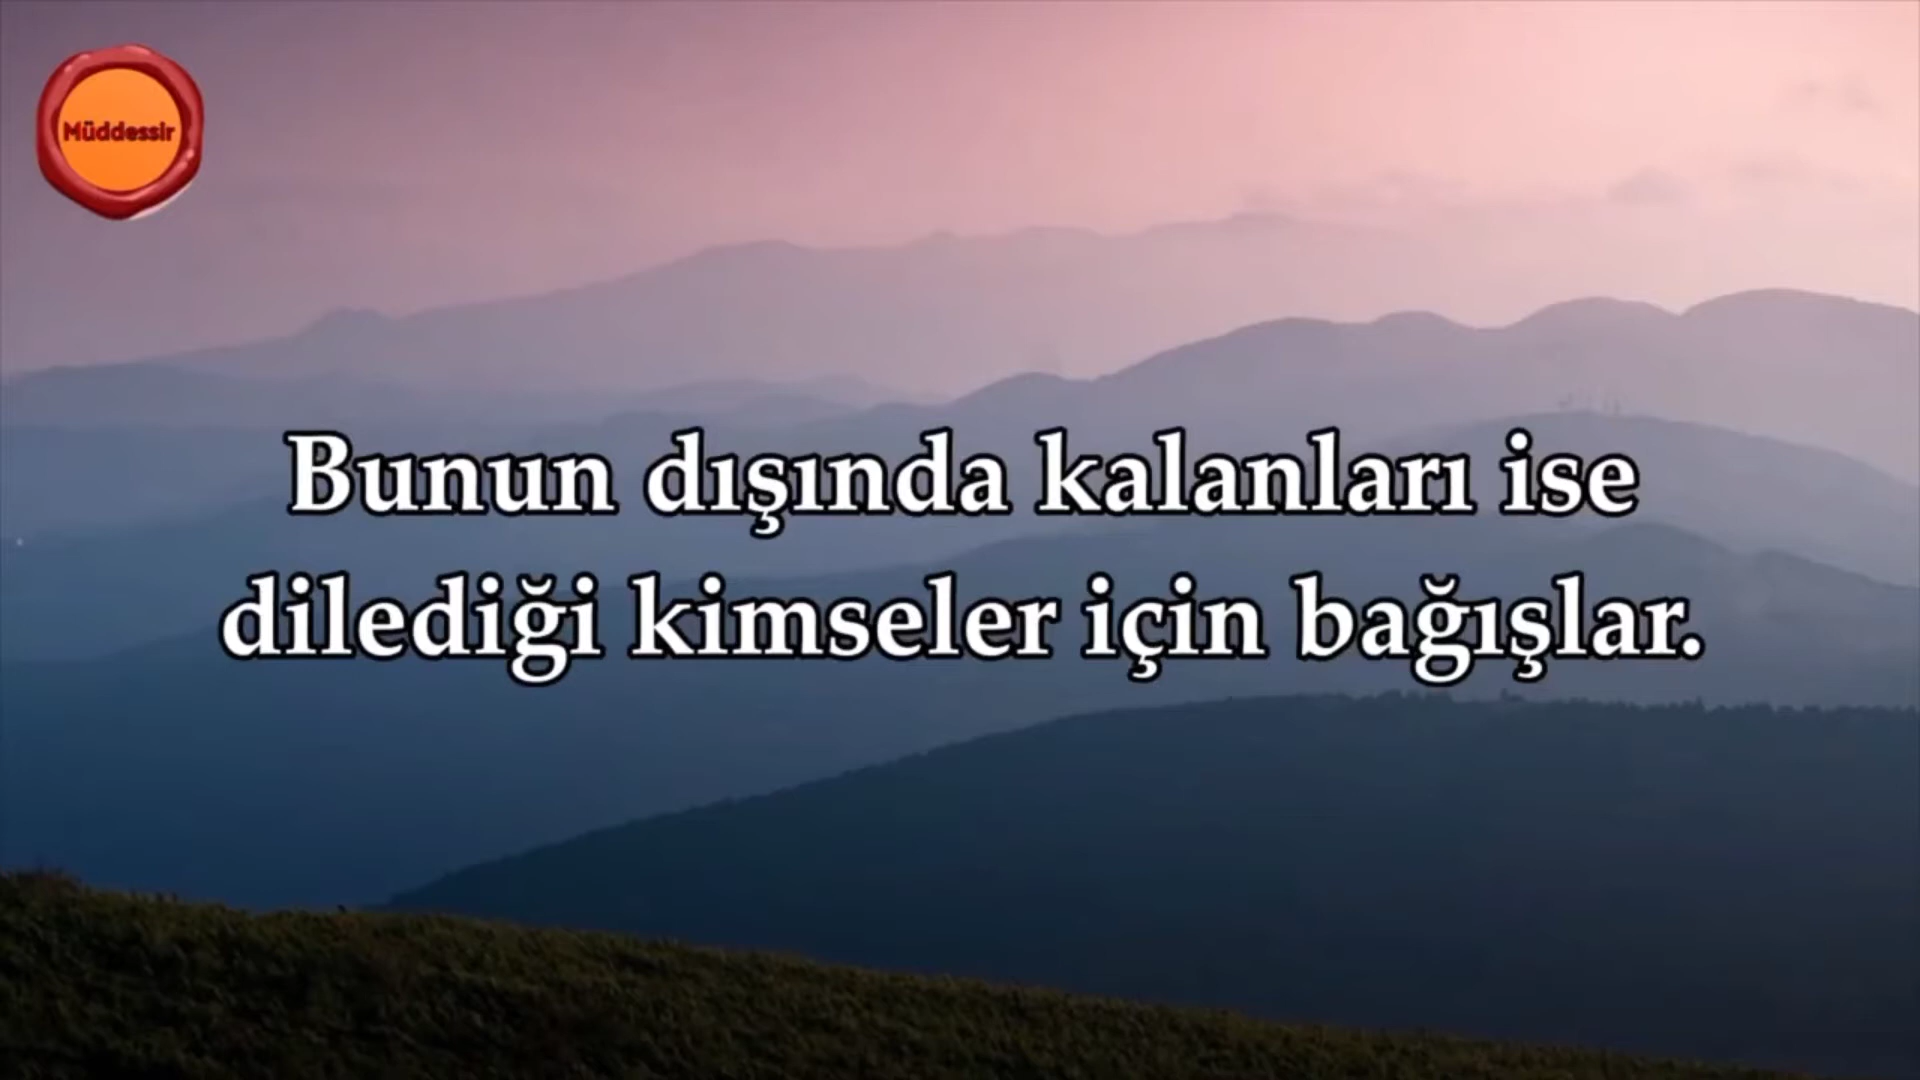 Müddessir
Bunun dışında kalanları ise
dilediği kimseler için bağışlar.